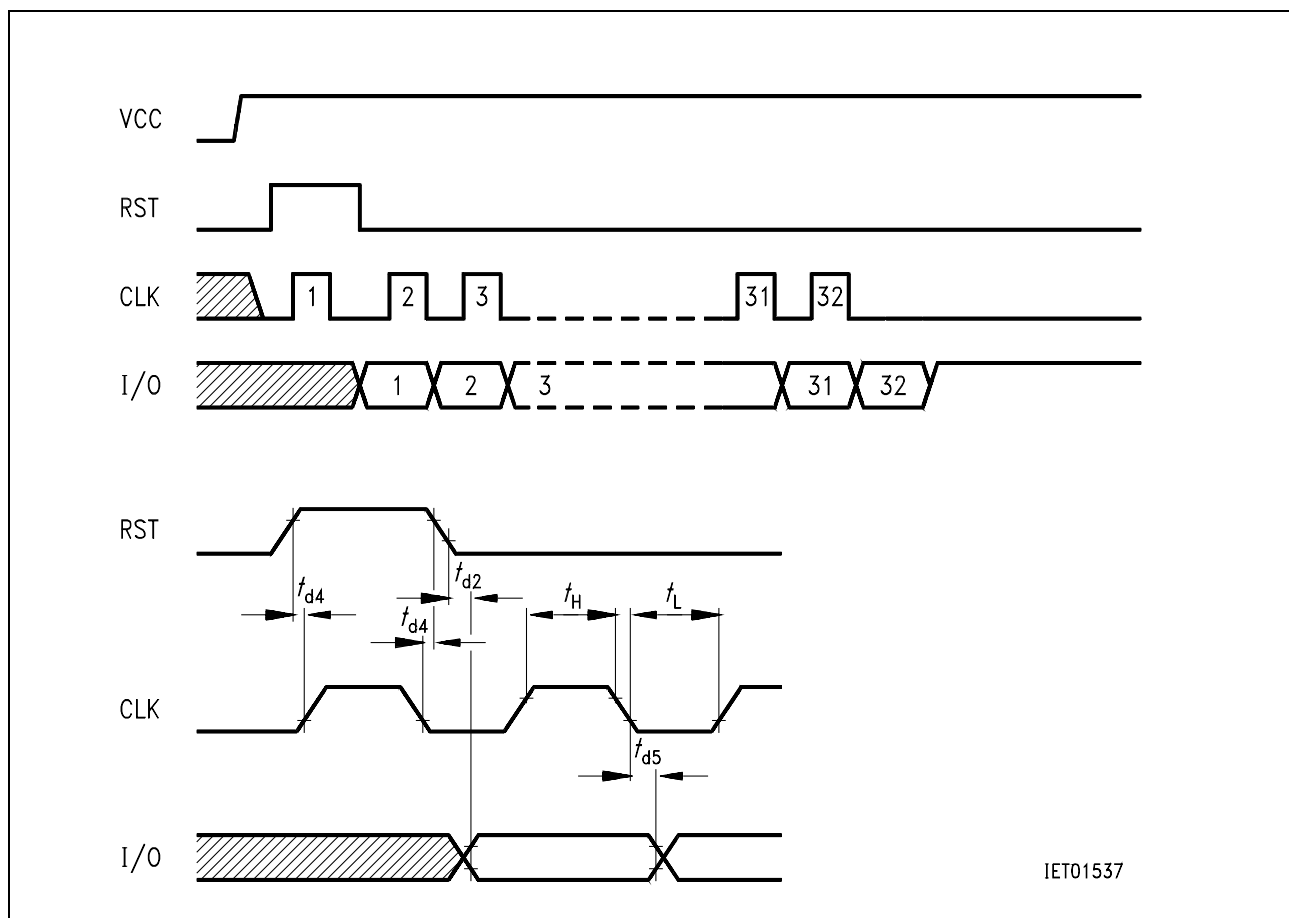 VCC
RST
CLK 1 2 3 31 32
I/O 1 2 3 31 32
RST
td4 td2 tH tL
td4
CLK
td5
I/O
IET01537